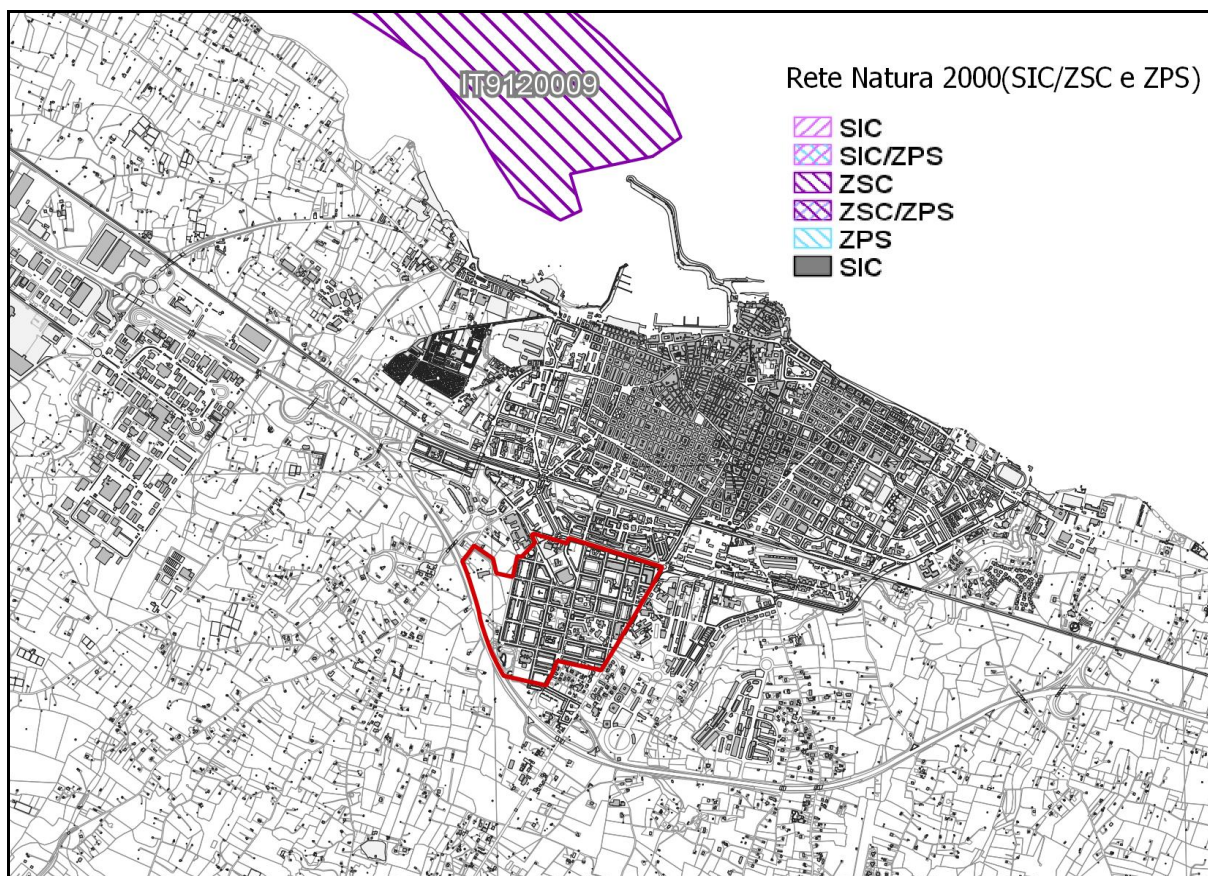 IT9120009
Rete Natura 2000(SIC/ZSC e ZPS)
SIC
SIC/ZPS
ZSC
ZSC/ZPS
ZPS
SIC